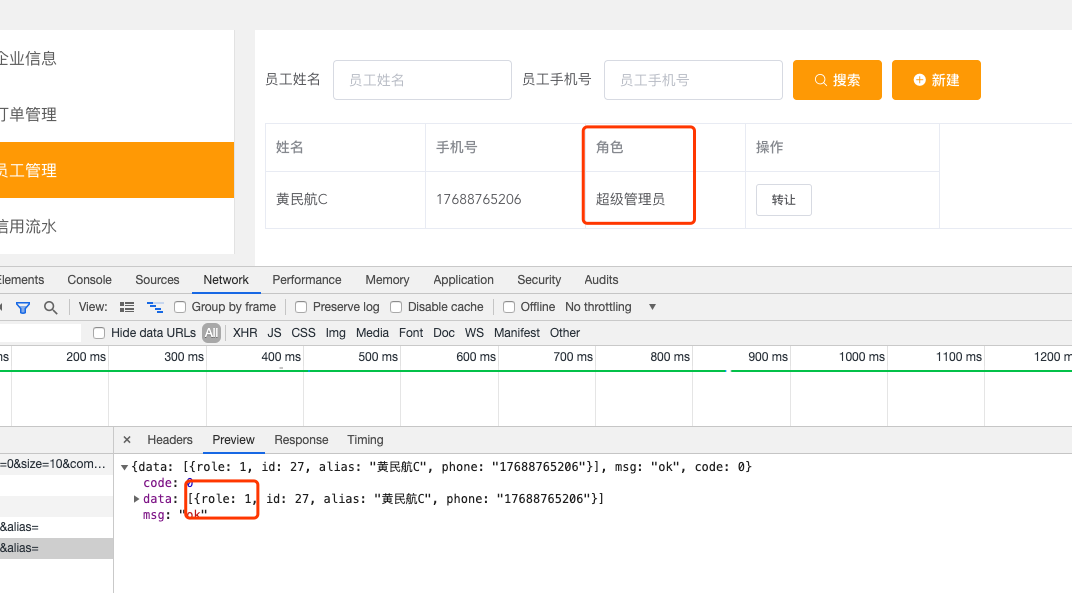 企业信息
订单管理
员工管理
信用流水
员工姓名 员工姓名 员工手机号 员工手机号 搜索 新建
姓名 手机号 角色 操作
黄民航C 17688765206 超级管理员 转让
Elements Console Sources Network Performance Memory Application Security Audits
View: Group by frame Preserve log Disable cache Offline No throttling
Hide data URLs All XHR JS CSS Img Media Font Doc WS Manifest Other
ms 200 ms 300 ms 400 ms 500 ms 600 ms 700 ms 800 ms 900 ms 1000 ms 1100 ms 1200 m
× Headers Preview Response Timing
=0&size=10&com…
&alias=
&alias=
{data: [{role: 1, id: 27, alias: "黄民航C", phone: "17688765206"}], msg: "ok", code: 0}
code: 0
data: [{role: 1, id: 27, alias: "黄民航C", phone: "17688765206"}]
msg: "ok"